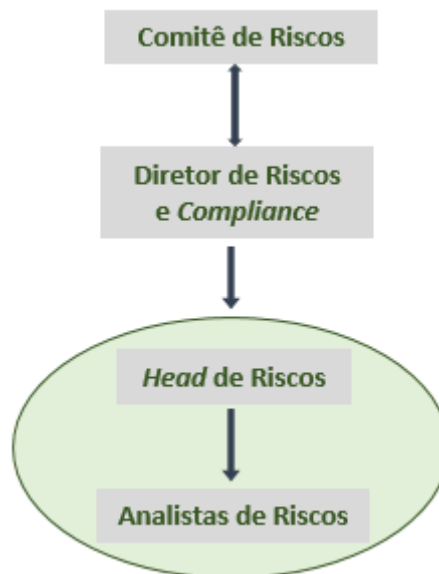 Comitê de Riscos
Diretor de Riscos
e Compliance
Head de Riscos
Analistas de Riscos